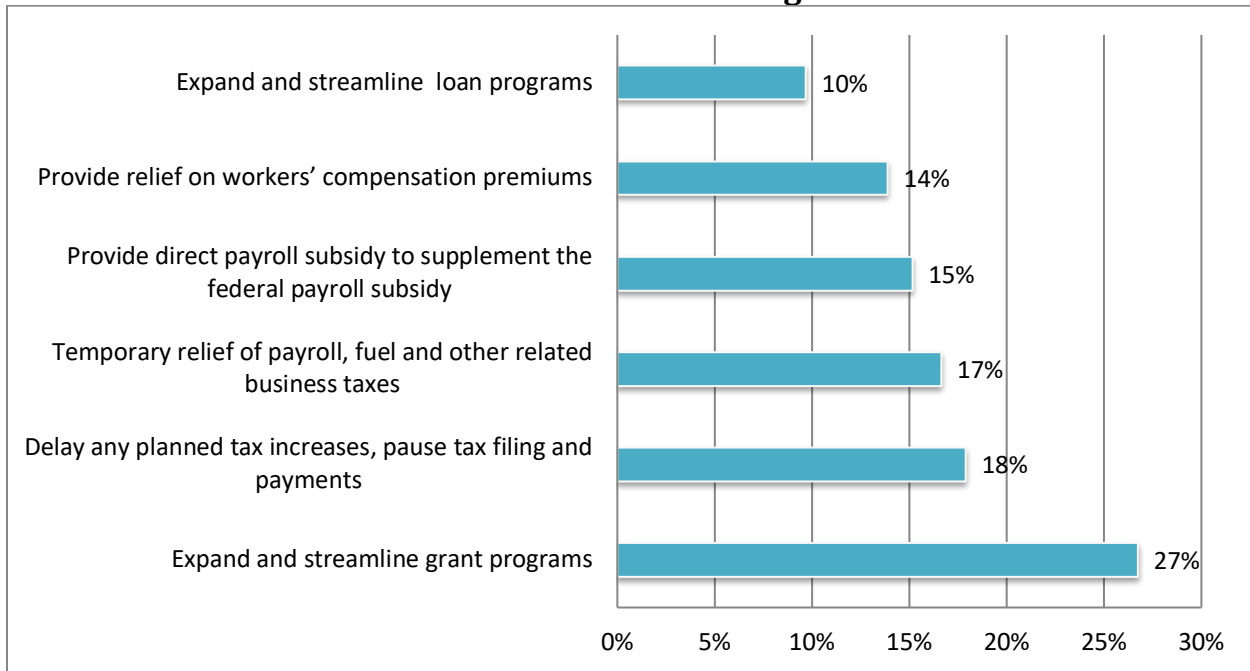 Expand and streamline loan programs
10%
Provide relief on workers’ compensation premiums
14%
Provide direct payroll subsidy to supplement the
federal payroll subsidy
15%
Temporary relief of payroll, fuel and other related
business taxes
17%
Delay any planned tax increases, pause tax filing and
payments
18%
Expand and streamline grant programs
27%
0% 5% 10% 15% 20% 25% 30%